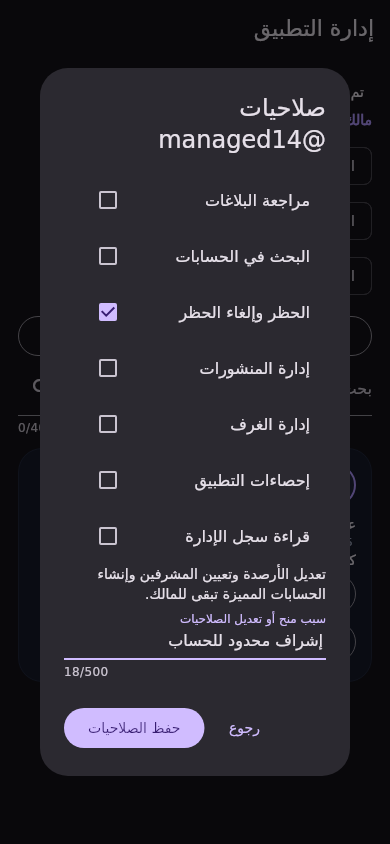 إدارة التطبيق
صلاحيات
@managed14
مراجعة البلاغات
البحث في الحسابات
الحظر وإلغاء الحظر
إدارة المنشورات
إدارة الغرف
إحصاءات التطبيق
قراءة سجل الإدارة
تعديل الأرصدة وتعيين المشرفين وإنشاء
الحسابات المميزة تبقى للمالك.
سبب منح أو تعديل الصلاحيات
إشراف محدود للحساب
18/500
رجوع
حفظ الصلاحيات